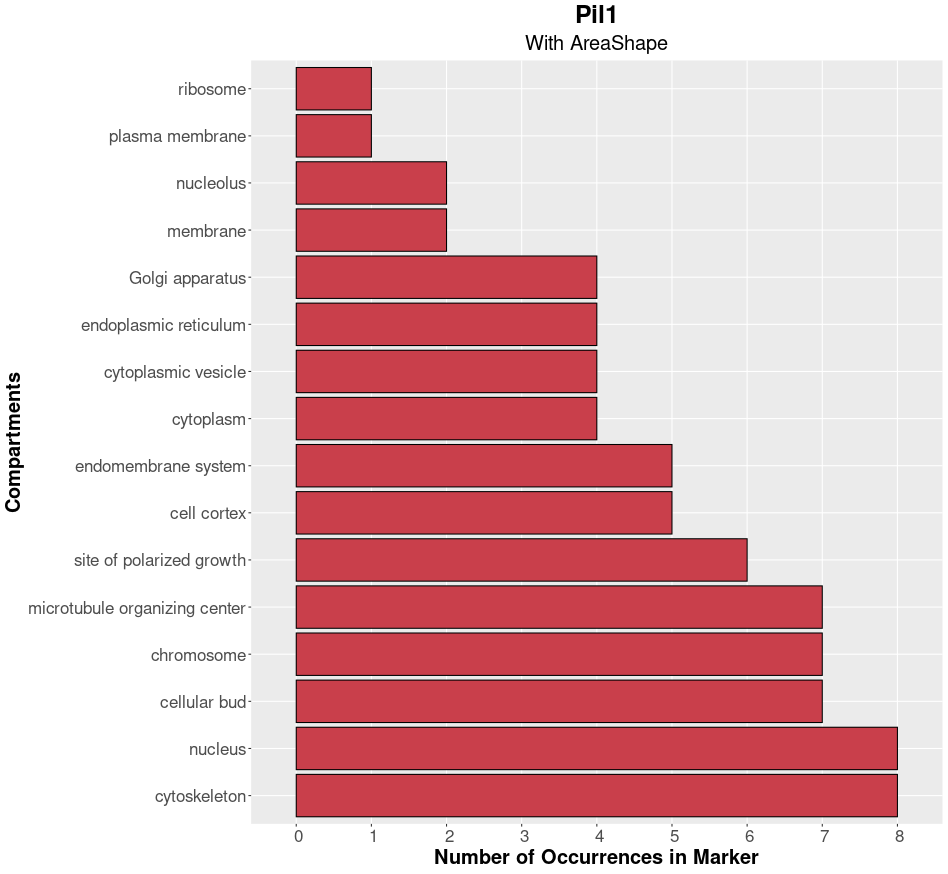 Pil1
With AreaShape
Compartments
ribosome
plasma membrane
nucleolus
membrane
Golgi apparatus
endoplasmic reticulum
cytoplasmic vesicle
cytoplasm
endomembrane system
cell cortex
site of polarized growth
microtubule organizing center
chromosome
cellular bud
nucleus
cytoskeleton
0 1 2 3 4 5 6 7 8
Number of Occurrences in Marker